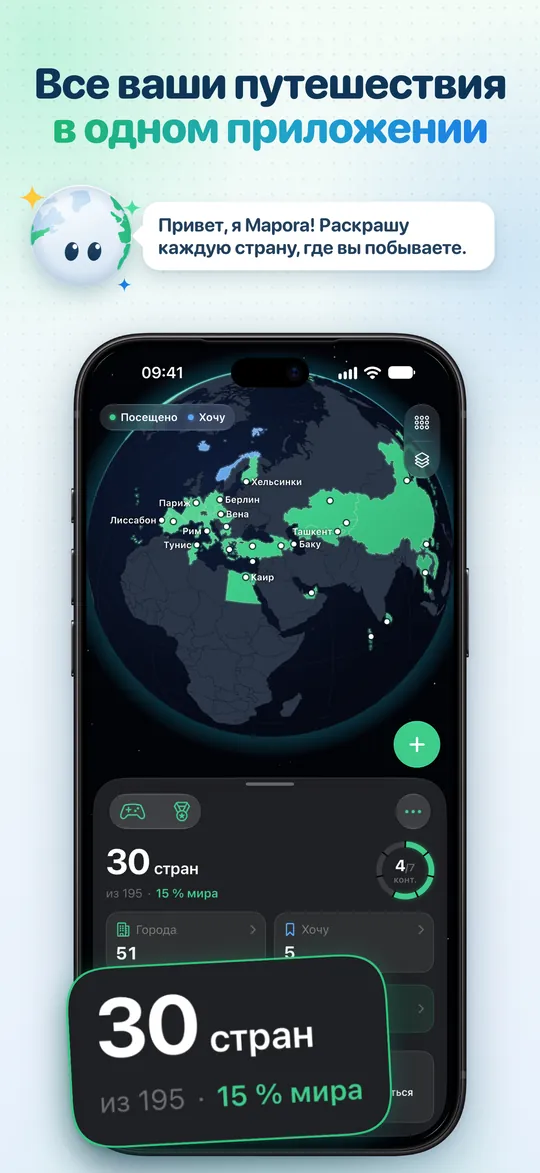 Все ваши путешествия
в одном приложении
Привет, я Mapora! Раскрашу
каждую страну, где вы побываете.
09:41
Посещено Хочу
Хельсинки
Париж Берлин
Лиссабон Вена
Рим Ташкент
Тунис Баку
Каир
+
30 стран
из 195 · 15 % мира
4/7
конт.
Города
51
Хочу
5
30 стран
из 195 · 15 % мира
ться